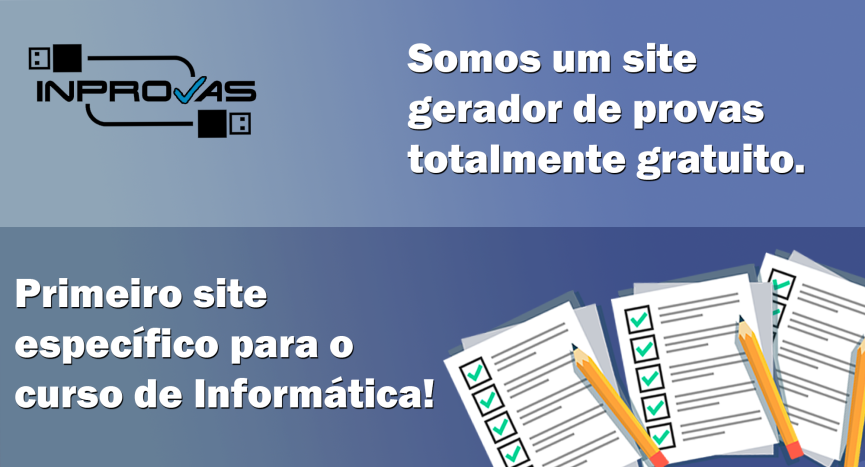 INPROVAS
Somos um site
gerador de provas
totalmente gratuito.
Primeiro site
específico para o
curso de Informática!